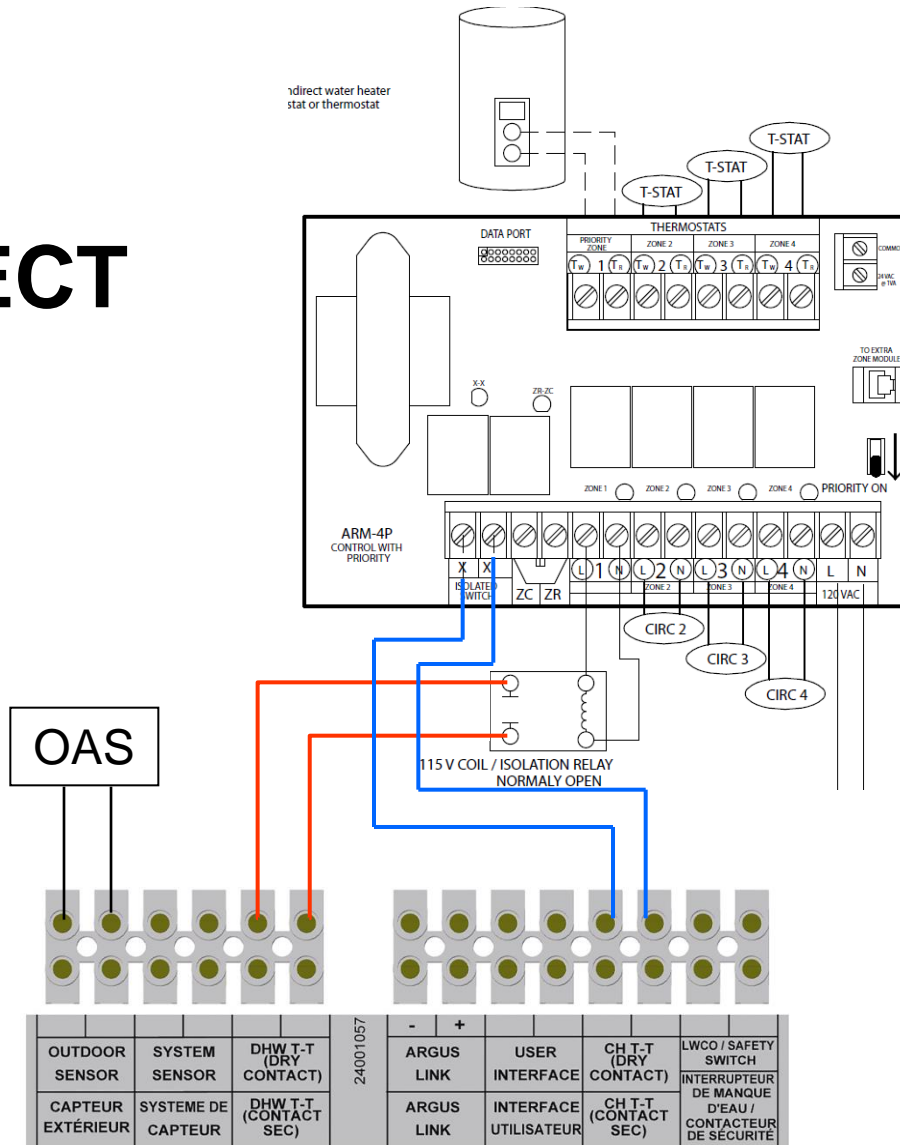 ndirect water heater
stat or thermostat
ECT
T-STAT
T-STAT
T-STAT
DATA PORT
THERMOSTATS
PRIORITY
ZONE
ZONE 2
ZONE 3
ZONE 4
Tw 1 TR Tw 2 TR Tw 3 TR Tw 4 TR
COMMO
24 VAC
@ 1VA
TO EXTRA
ZONE MODULE
X-X
ZR-ZC
ZONE 1
ZONE 2
ZONE 3
ZONE 4
PRIORITY ON
ARM-4P
CONTROL WITH
PRIORITY
X X
ISOLATED
SWITCH
ZC ZR
L 1 N L 2 N L 3 N L 4 N L N
ZONE 2
ZONE 3
ZONE 4
120 VAC
CIRC 2
CIRC 3
CIRC 4
115 V COIL / ISOLATION RELAY
NORMALY OPEN
OAS
OUTDOOR
SENSOR
SYSTEM
SENSOR
DHW T-T
(DRY
CONTACT)
CAPTEUR
EXTÉRIEUR
SYSTEME DE
CAPTEUR
DHW T-T
(CONTACT
SEC)
24001057
- +
ARGUS
LINK
USER
INTERFACE
CH T-T
(DRY
CONTACT)
LWCO / SAFETY
SWITCH
ARGUS
LINK
INTERFACE
UTILISATEUR
CH T-T
(CONTACT
SEC)
INTERRUPTEUR
DE MANQUE
D'EAU /
CONTACTEUR
DE SÉCURITÉ